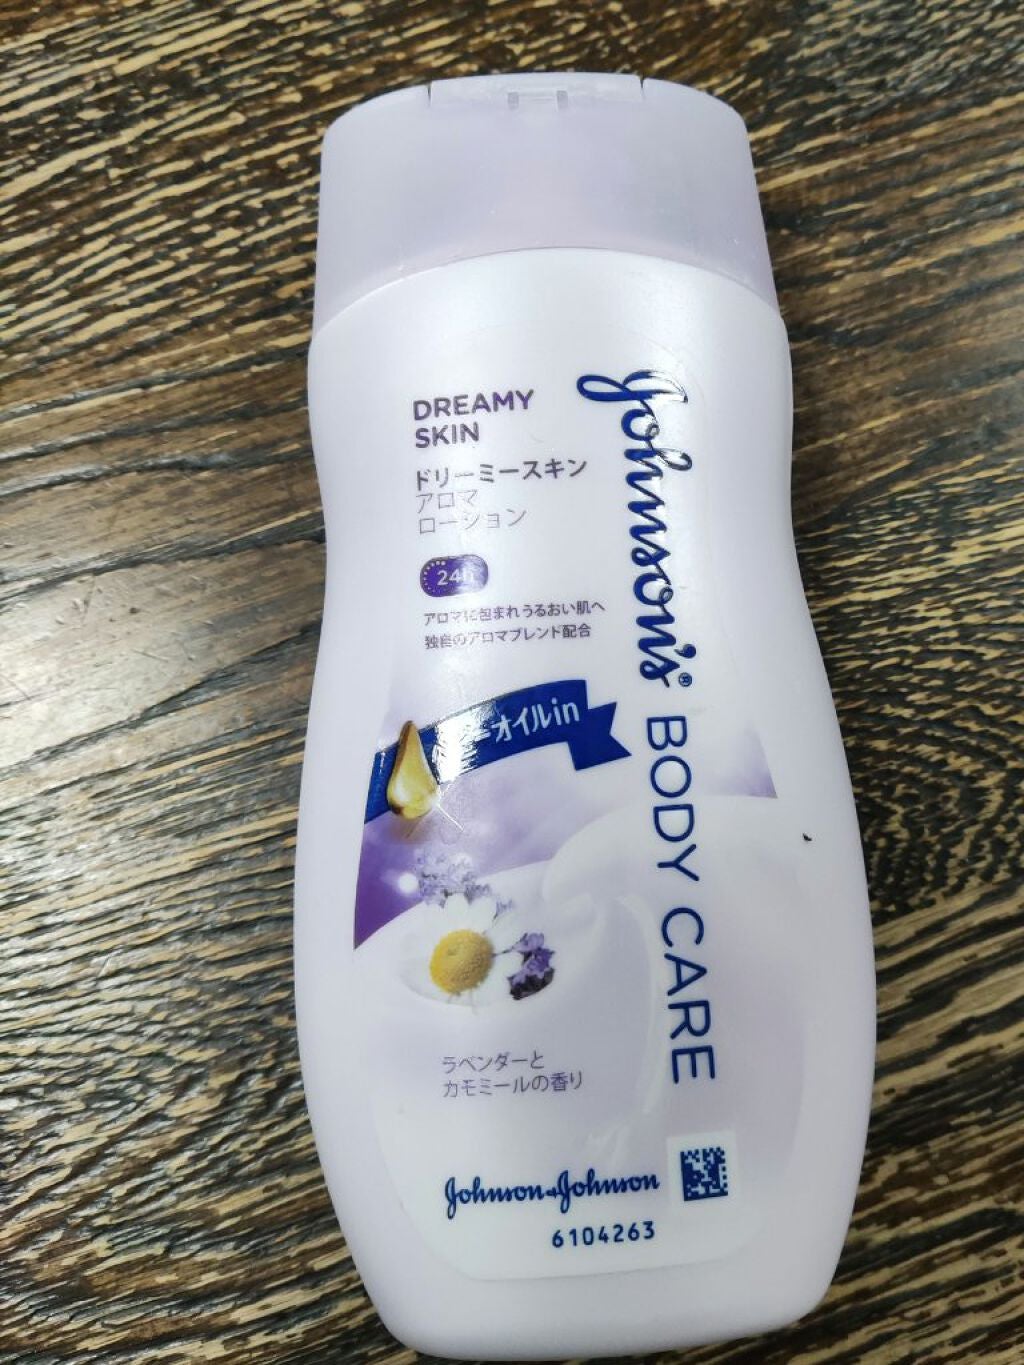 DREAMY
SKIN
ドリーミースキン
アロマ
ローション
24h
アロマに包まれうるおい肌へ
独自のアロマブレンド配合
オイルin
Johnson's® BODY CARE
ラベンダーと
カモミールの香り
Johnson & Johnson
6104263